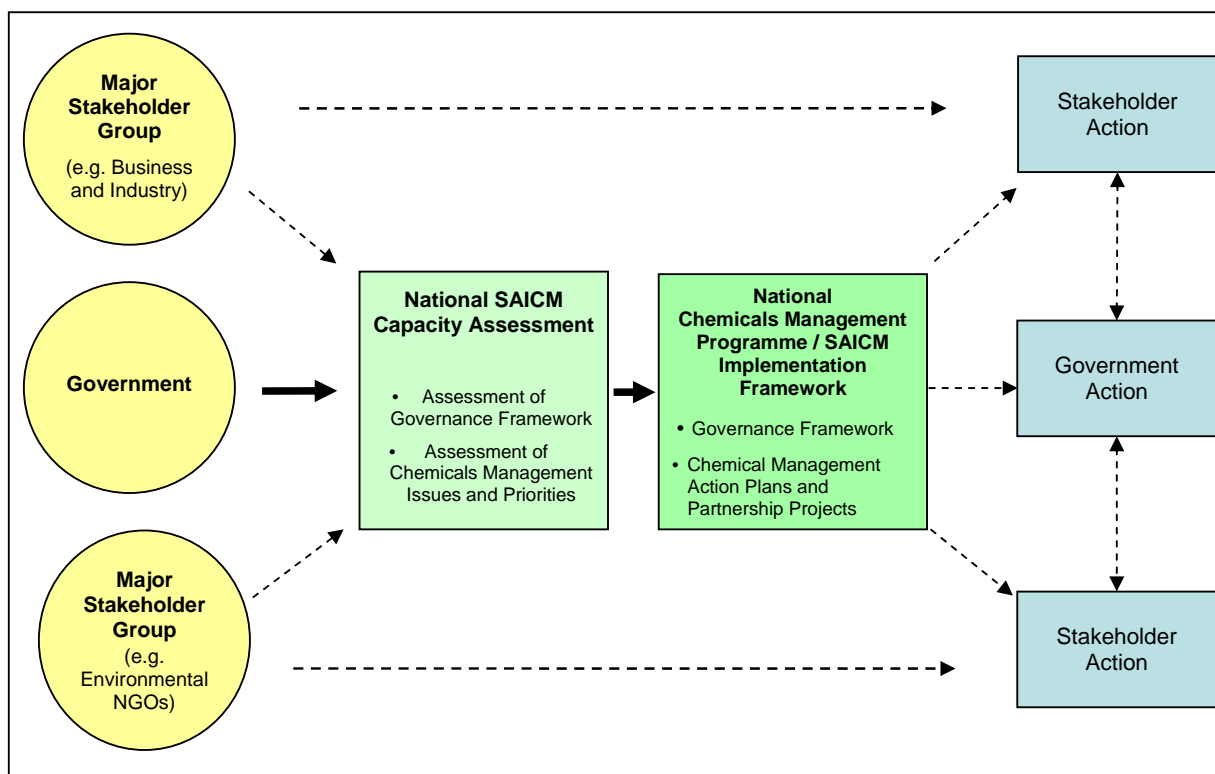 Major
Stakeholder
Group
(e.g. Business
and Industry)
Government
Major
Stakeholder
Group
(e.g.
Environmental
NGOs)
National SAICM
Capacity Assessment
• Assessment of
Governance Framework
• Assessment of
Chemicals Management
Issues and Priorities
National
Chemicals Management
Programme / SAICM
Implementation
Framework
• Governance Framework
• Chemical Management
Action Plans and
Partnership Projects
Stakeholder
Action
Government
Action
Stakeholder
Action